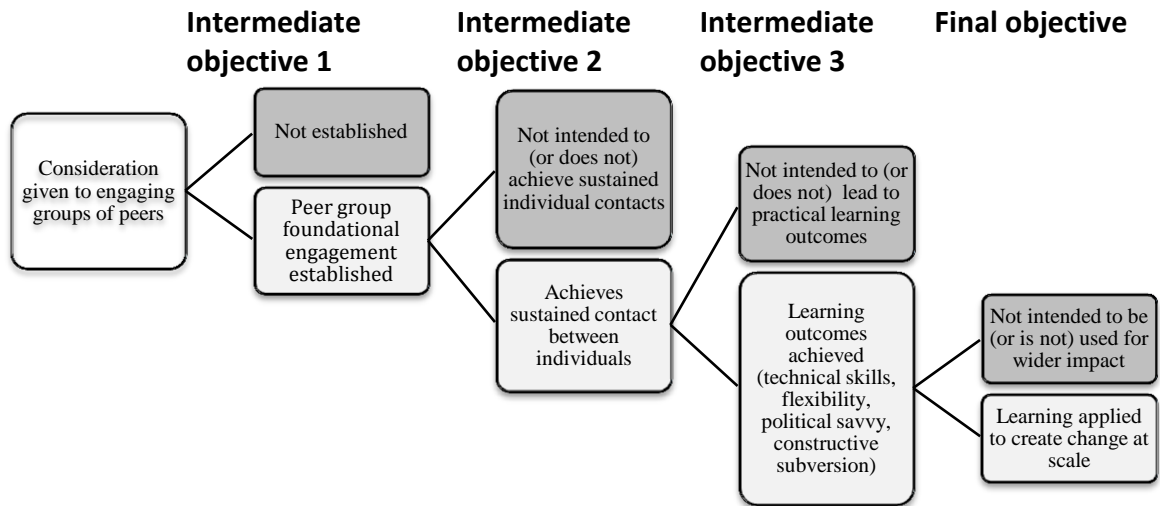 Intermediate
objective 1
Intermediate
objective 2
Intermediate
objective 3
Final objective
Consideration
given to engaging
groups of peers
Not established
Peer group
foundational
engagement
established
Not intended to
(or does not)
achieve sustained
individual contacts
Achieves
sustained contact
between
individuals
Not intended to (or
does not) lead to
practical learning
outcomes
Learning
outcomes
achieved
(technical skills,
flexibility,
political savvy,
constructive
subversion)
Not intended to be
(or is not) used for
wider impact
Learning applied
to create change at
scale